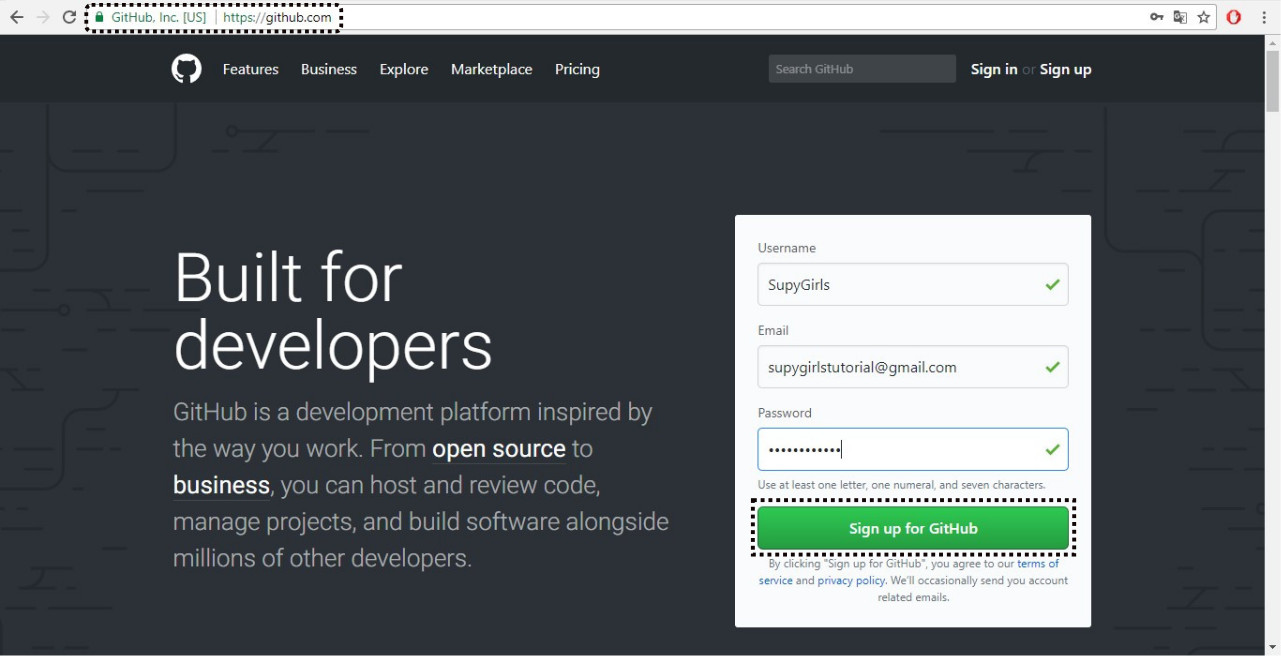 GitHub, Inc. [US] https://github.com
Features Business Explore Marketplace Pricing Search GitHub Sign in or Sign up
Built for
developers
GitHub is a development platform inspired by
the way you work. From open source to
business, you can host and review code,
manage projects, and build software alongside
millions of other developers.
Username
SupyGirls
Email
supygirlstutorial@gmail.com
Password
••••••••••••
Use at least one letter, one numeral, and seven characters.
Sign up for GitHub
By clicking "Sign up for GitHub", you agree to our terms of
service and privacy policy. We'll occasionally send you account
related emails.